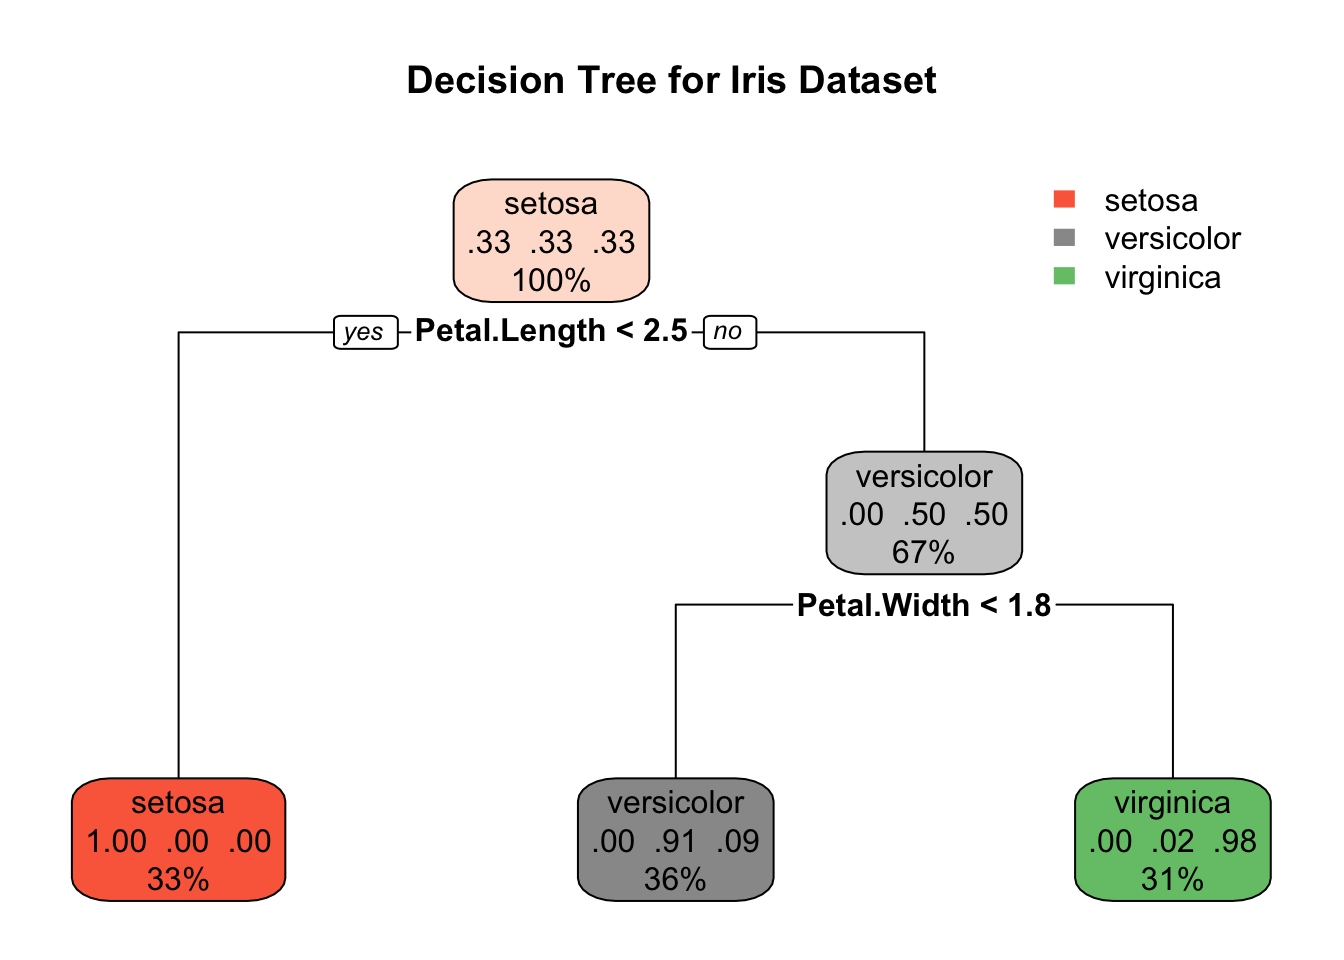 Decision Tree for Iris Dataset
setosa
.33 .33 .33
100%
setosa
versicolor
virginica
yes Petal.Length < 2.5 no
versicolor
.00 .50 .50
67%
Petal.Width < 1.8
setosa
1.00 .00 .00
33%
versicolor
.00 .91 .09
36%
virginica
.00 .02 .98
31%